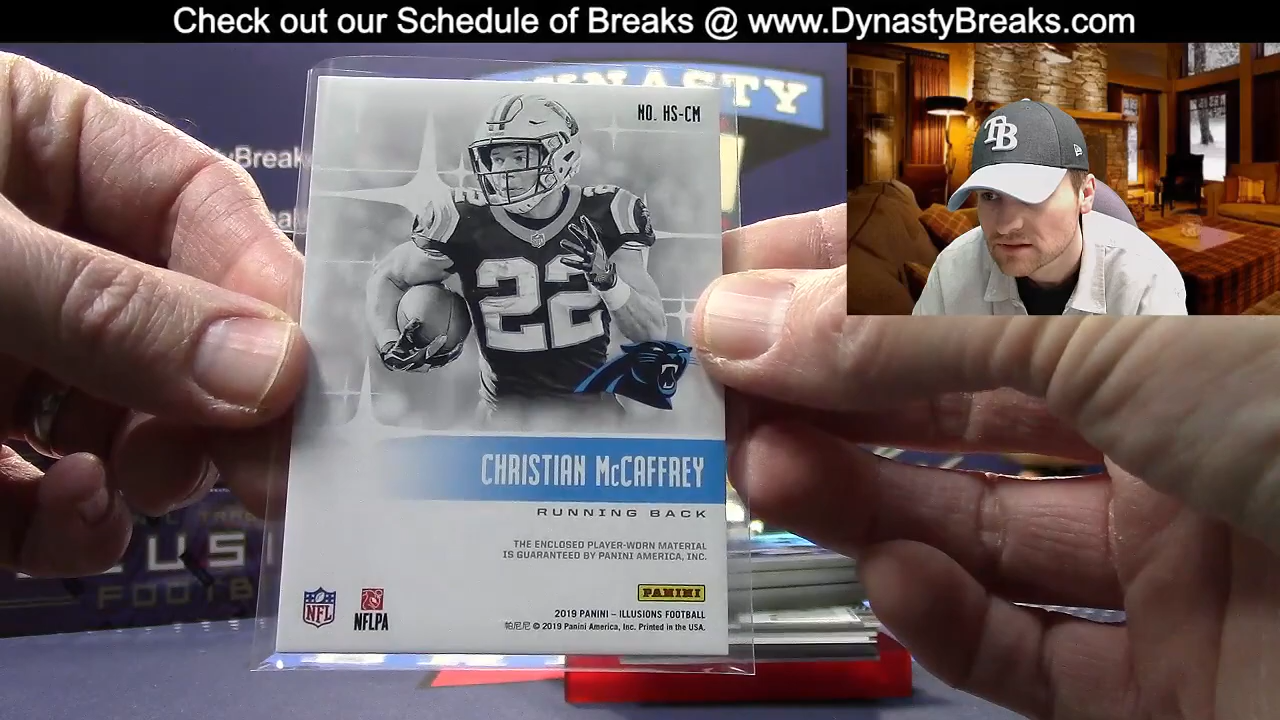 Check out our Schedule of Breaks @ www.DynastyBreaks.com
NASTY
NO. HS-CM
TB
22
22
CHRISTIAN McCAFFREY
RUNNING BACK
THE ENCLOSED PLAYER-WORN MATERIAL
IS GUARANTEED BY PANINI AMERICA, INC.
PANINI
NFL
NFLPA
2019 PANINI – ILLUSIONS FOOTBALL
帕尼尼 © 2019 Panini America, Inc. Printed in the USA.